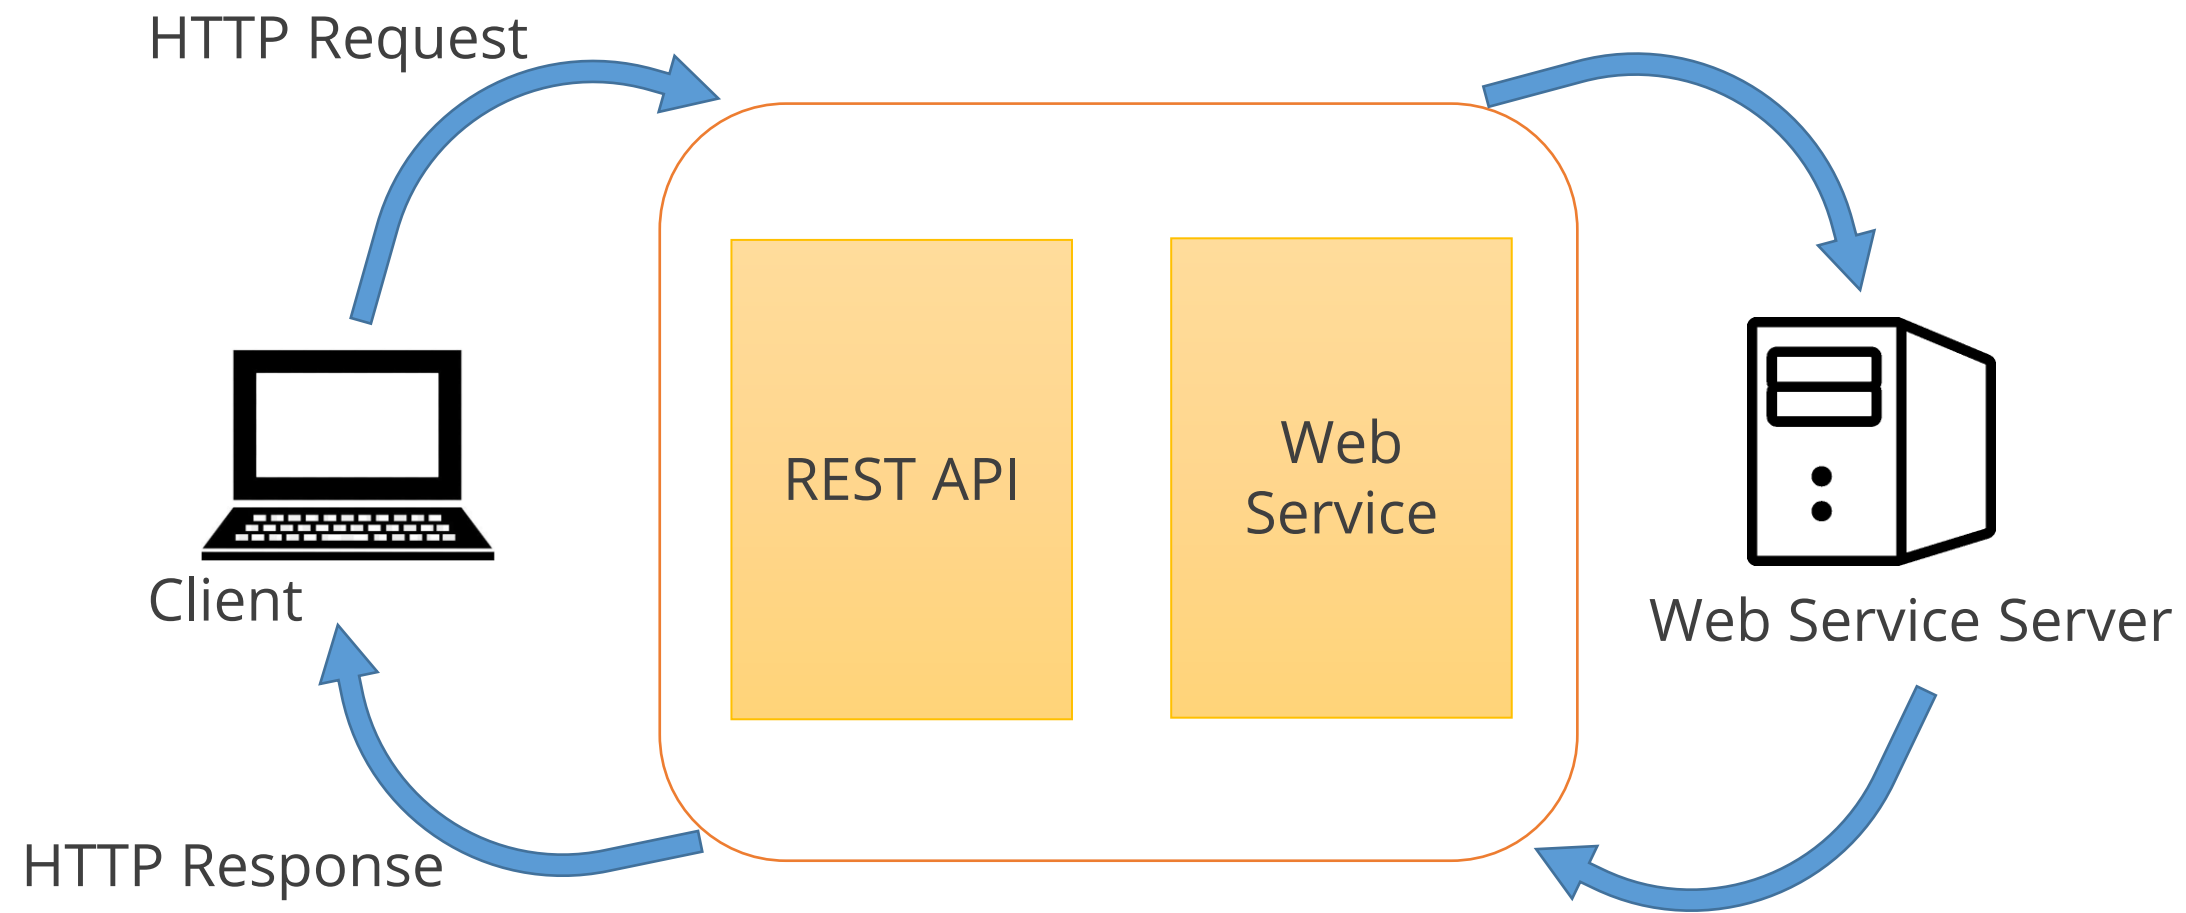 HTTP Request
REST API
Web
Service
Client
Web Service Server
HTTP Response